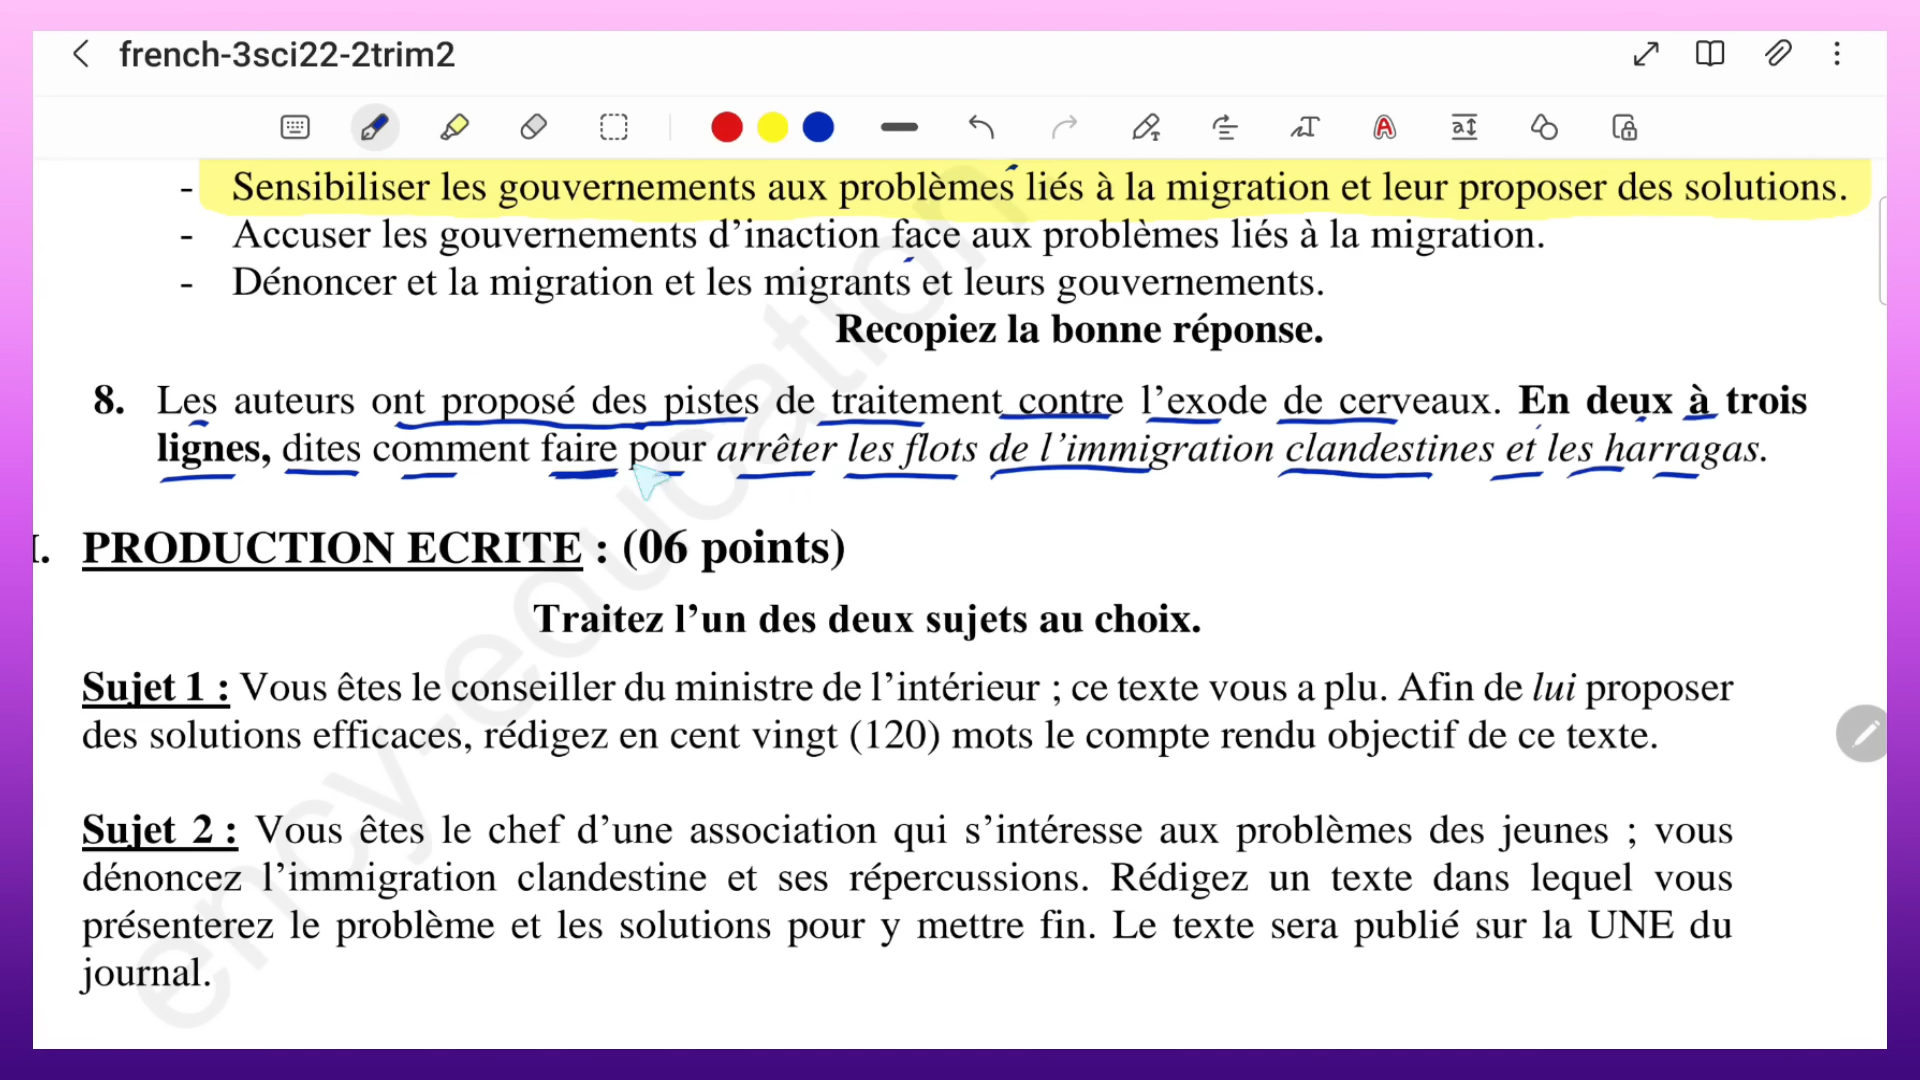 french-3sci22-2trim2
- Sensibiliser les gouvernements aux problèmes liés à la migration et leur proposer des solutions.
- Accuser les gouvernements d’inaction face aux problèmes liés à la migration.
- Dénoncer et la migration et les migrants et leurs gouvernements.
Recopiez la bonne réponse.
8. Les auteurs ont proposé des pistes de traitement contre l’exode de cerveaux. En deux à trois
lignes, dites comment faire pour arrêter les flots de l’immigration clandestines et les harragas.
I. PRODUCTION ECRITE : (06 points)
Traitez l’un des deux sujets au choix.
Sujet 1 : Vous êtes le conseiller du ministre de l’intérieur ; ce texte vous a plu. Afin de lui proposer
des solutions efficaces, rédigez en cent vingt (120) mots le compte rendu objectif de ce texte.
Sujet 2 : Vous êtes le chef d’une association qui s’intéresse aux problèmes des jeunes ; vous
dénoncez l’immigration clandestine et ses répercussions. Rédigez un texte dans lequel vous
présenterez le problème et les solutions pour y mettre fin. Le texte sera publié sur la UNE du
journal.
ency-education